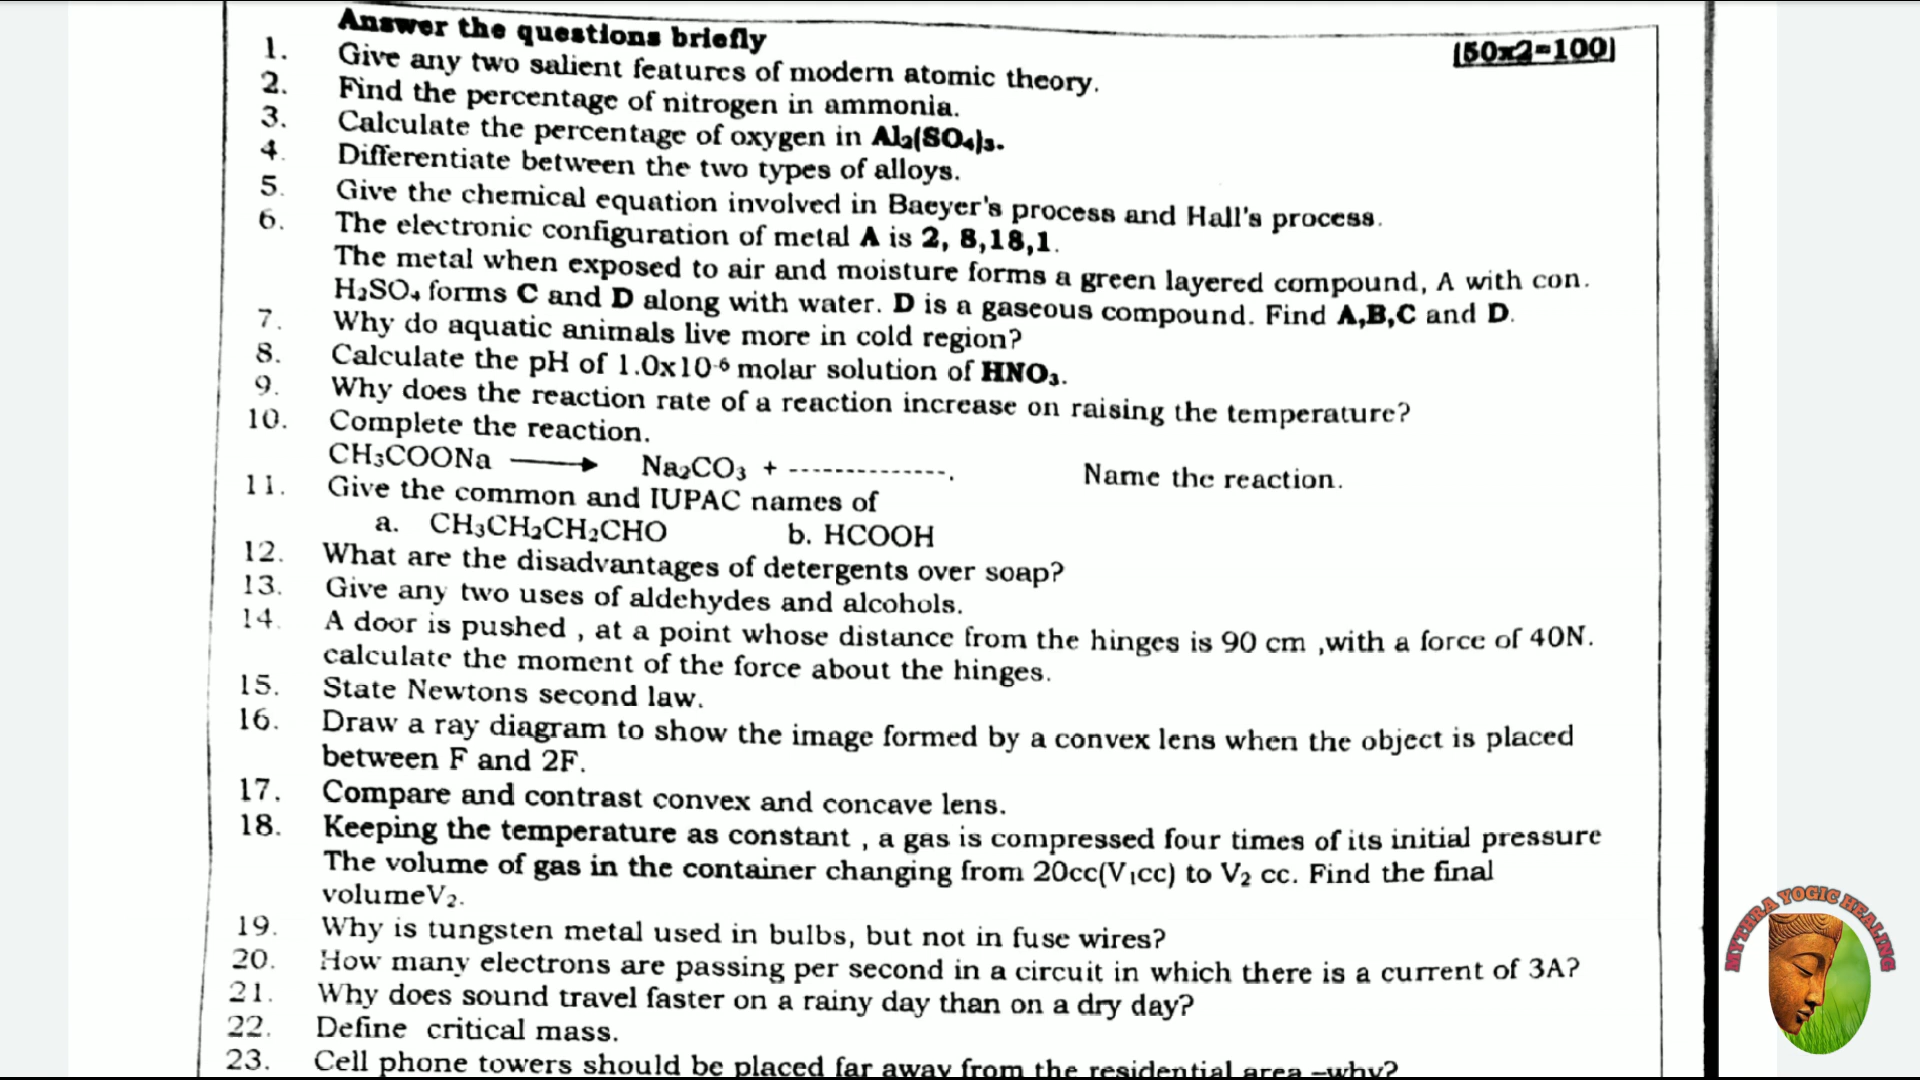 Answer the questions briefly [50x2=100]
1. Give any two salient features of modern atomic theory.
2. Find the percentage of nitrogen in ammonia.
3. Calculate the percentage of oxygen in Al₂(SO₄)₃.
4. Differentiate between the two types of alloys.
5. Give the chemical equation involved in Baeyer's process and Hall's process.
6. The electronic configuration of metal A is 2, 8,18,1.
The metal when exposed to air and moisture forms a green layered compound, A with con.
H₂SO₄ forms C and D along with water. D is a gaseous compound. Find A,B,C and D.
7. Why do aquatic animals live more in cold region?
8. Calculate the pH of 1.0x10⁻⁶ molar solution of HNO₃.
9. Why does the reaction rate of a reaction increase on raising the temperature?
10. Complete the reaction.
CH₃COONa ⟶ Na₂CO₃ + ---------------. Name the reaction.
11. Give the common and IUPAC names of
a. CH₃CH₂CH₂CHO b. HCOOH
12. What are the disadvantages of detergents over soap?
13. Give any two uses of aldehydes and alcohols.
14. A door is pushed , at a point whose distance from the hinges is 90 cm ,with a force of 40N.
calculate the moment of the force about the hinges.
15. State Newtons second law.
16. Draw a ray diagram to show the image formed by a convex lens when the object is placed
between F and 2F.
17. Compare and contrast convex and concave lens.
18. Keeping the temperature as constant , a gas is compressed four times of its initial pressure
The volume of gas in the container changing from 20cc(V₁cc) to V₂ cc. Find the final
volumeV₂.
19. Why is tungsten metal used in bulbs, but not in fuse wires?
20. How many electrons are passing per second in a circuit in which there is a current of 3A?
21. Why does sound travel faster on a rainy day than on a dry day?
22. Define critical mass.
23. Cell phone towers should be placed far away from the residential area –why?
MYTHRA YOGIC HEALING